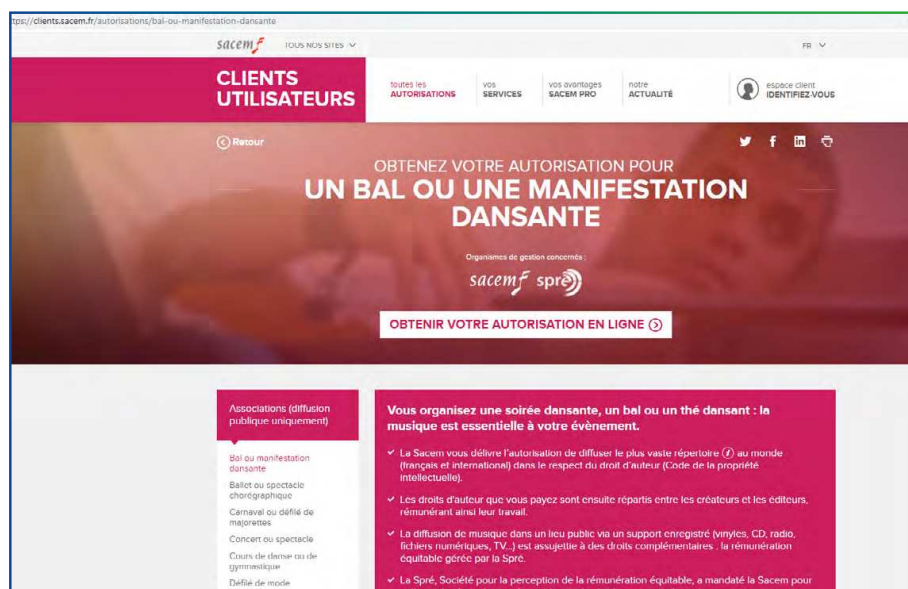 tps://clients.sacem.fr/autorisations/bal-ou-manifestation-dansante
sacem TOUS NOS SITES FR
CLIENTS UTILISATEURS
toutes les AUTORISATIONS
vos SERVICES
vos avantages SACEM PRO
notre ACTUALITÉ
espace client IDENTIFIEZ-VOUS
Retour
OBTENEZ VOTRE AUTORISATION POUR
UN BAL OU UNE MANIFESTATION
DANSANTE
Organismes de gestion concernés :
sacem spré
OBTENIR VOTRE AUTORISATION EN LIGNE
Associations (diffusion
publique uniquement)
Bal ou manifestation
dansante
Ballet ou spectacle
chorégraphique
Carnaval ou défilé de
majorettes
Concert ou spectacle
Cours de danse ou de
gymnastique
Défilé de mode
Vous organisez une soirée dansante, un bal ou un thé dansant : la
musique est essentielle à votre évènement.
La Sacem vous délivre l'autorisation de diffuser le plus vaste répertoire (i) au monde
(français et international) dans le respect du droit d'auteur (Code de la propriété
intellectuelle).
Les droits d'auteur que vous payez sont ensuite répartis entre les créateurs et les éditeurs,
rémunérant ainsi leur travail.
La diffusion de musique dans un lieu public via un support enregistré (vinyles, CD, radio,
fichiers numériques, TV...) est assujettie à des droits complémentaires : la rémunération
équitable gérée par la Spré.
La Spré, Société pour la perception de la rémunération équitable, a mandaté la Sacem pour